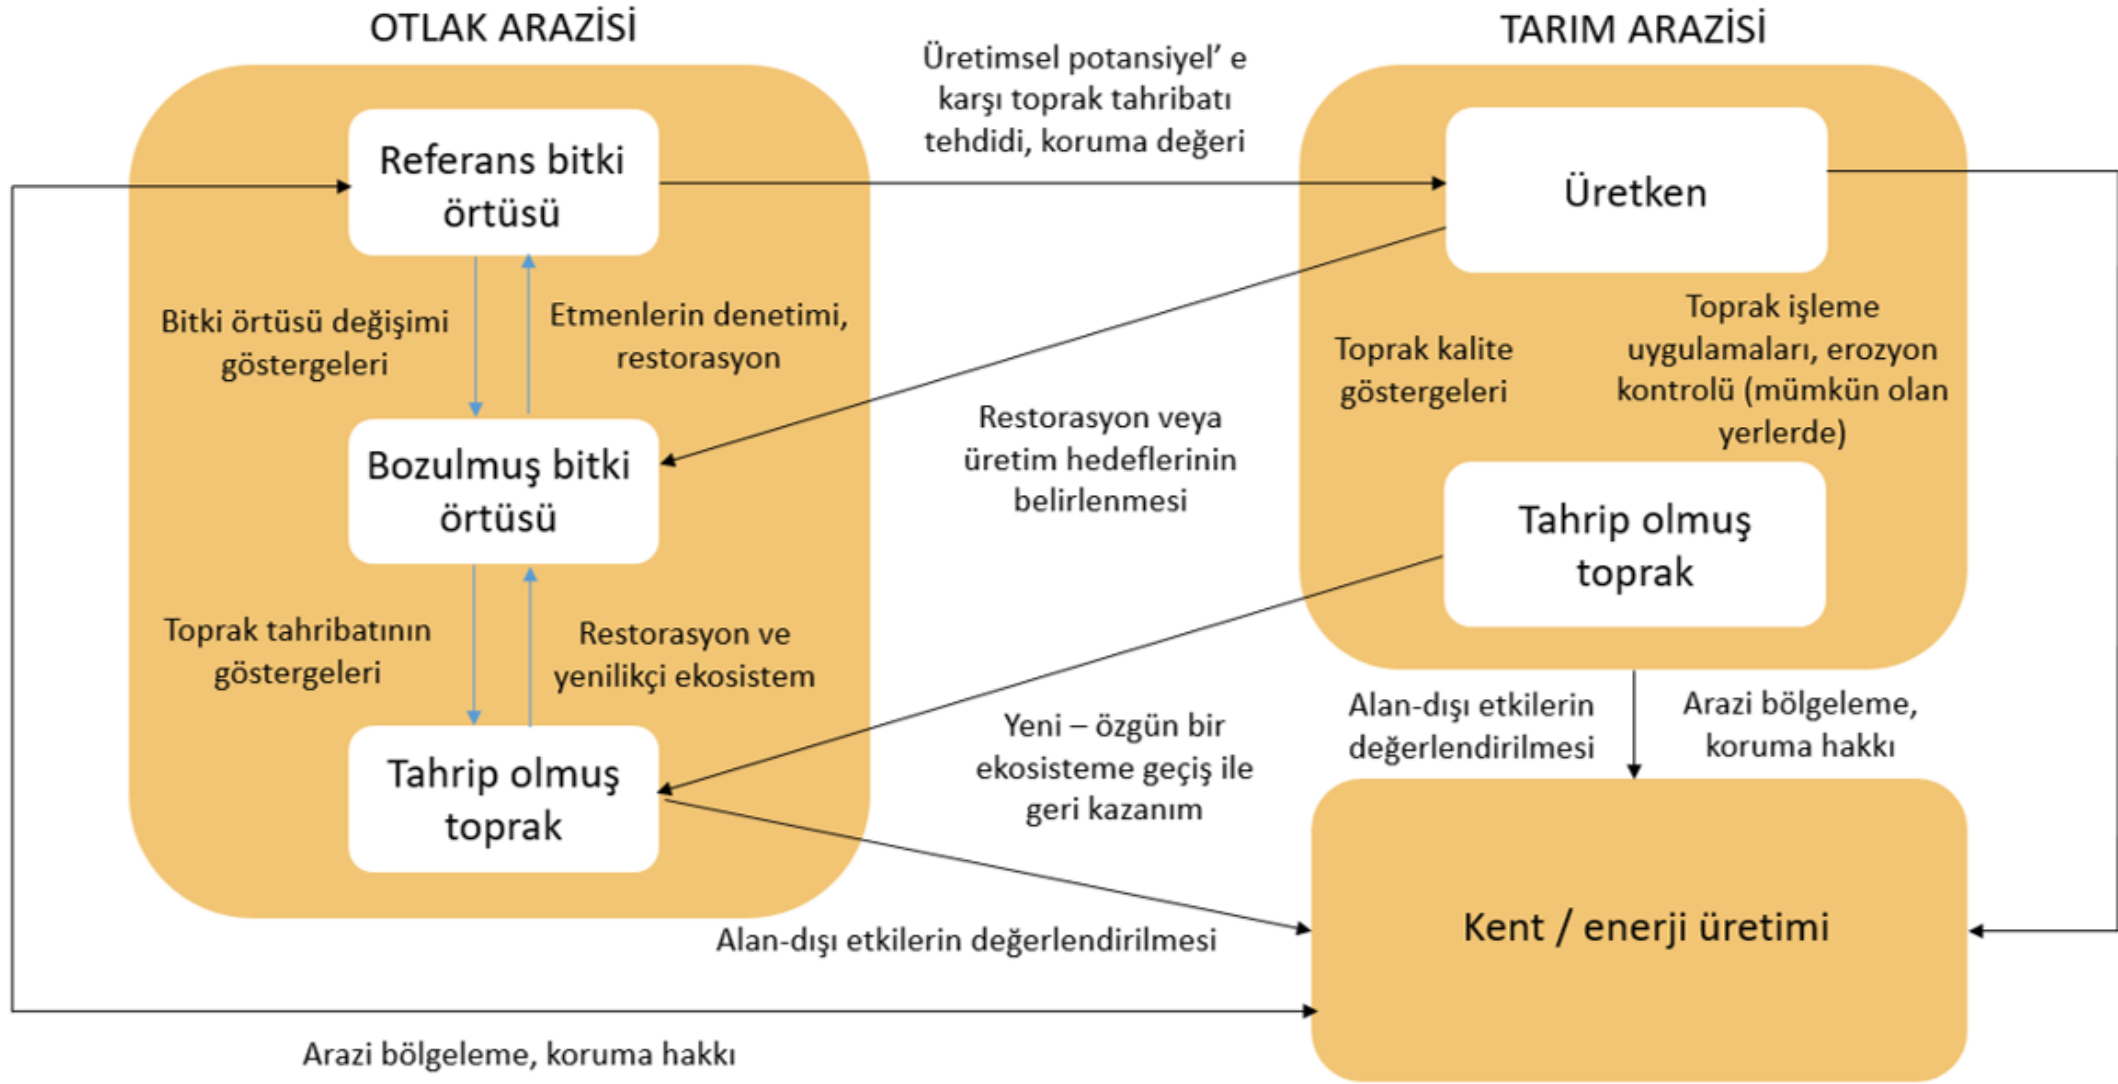 OTLAK ARAZİSİ
TARIM ARAZİSİ
Üretimsel potansiyel' e
karşı toprak tahribatı
tehdidi, koruma değeri
Referans bitki
örtüsü
Üretken
Bitki örtüsü değişimi
göstergeleri
Etmenlerin denetimi,
restorasyon
Toprak kalite
göstergeleri
Toprak işleme
uygulamaları, erozyon
kontrolü (mümkün olan
yerlerde)
Bozulmuş bitki
örtüsü
Restorasyon veya
üretim hedeflerinin
belirlenmesi
Tahrip olmuş
toprak
Toprak tahribatının
göstergeleri
Restorasyon ve
yenilikçi ekosistem
Tahrip olmuş
toprak
Yeni – özgün bir
ekosisteme geçiş ile
geri kazanım
Alan-dışı etkilerin
değerlendirilmesi
Arazi bölgeleme,
koruma hakkı
Kent / enerji üretimi
Alan-dışı etkilerin değerlendirilmesi
Arazi bölgeleme, koruma hakkı